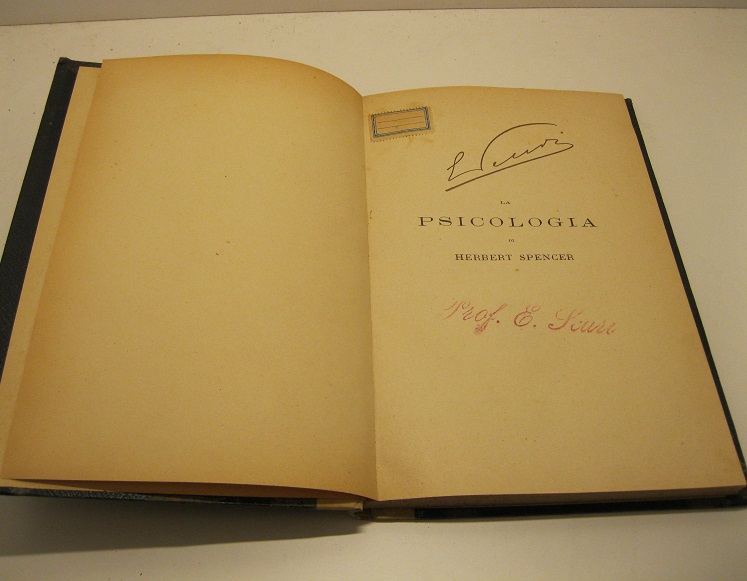 LA
PSICOLOGIA
DI
HERBERT SPENCER
Prof. E.